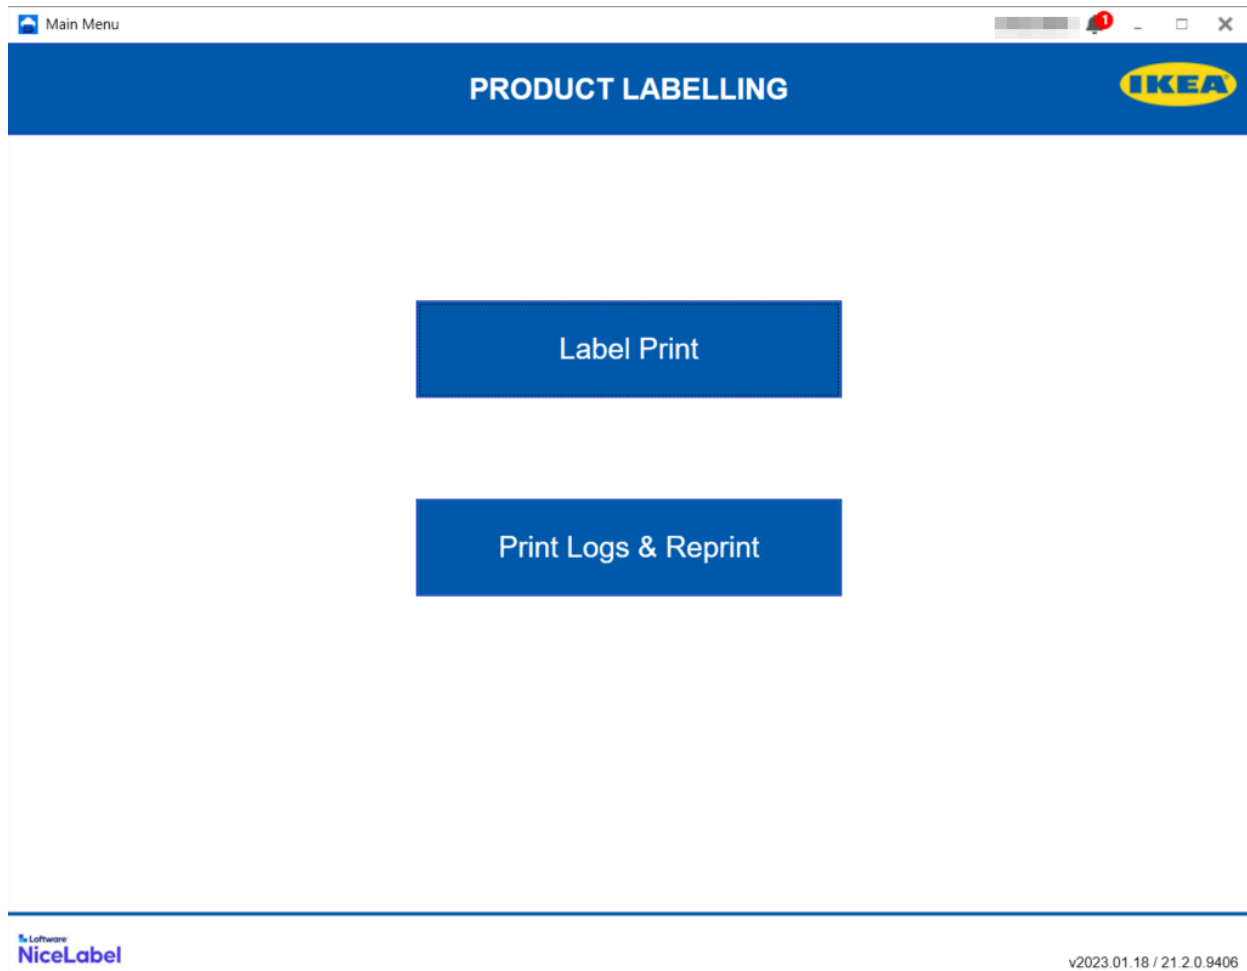 Main Menu
1
PRODUCT LABELLING
IKEA
Label Print
Print Logs & Reprint
Loftware
NiceLabel
v2023.01.18 / 21.2.0.9406